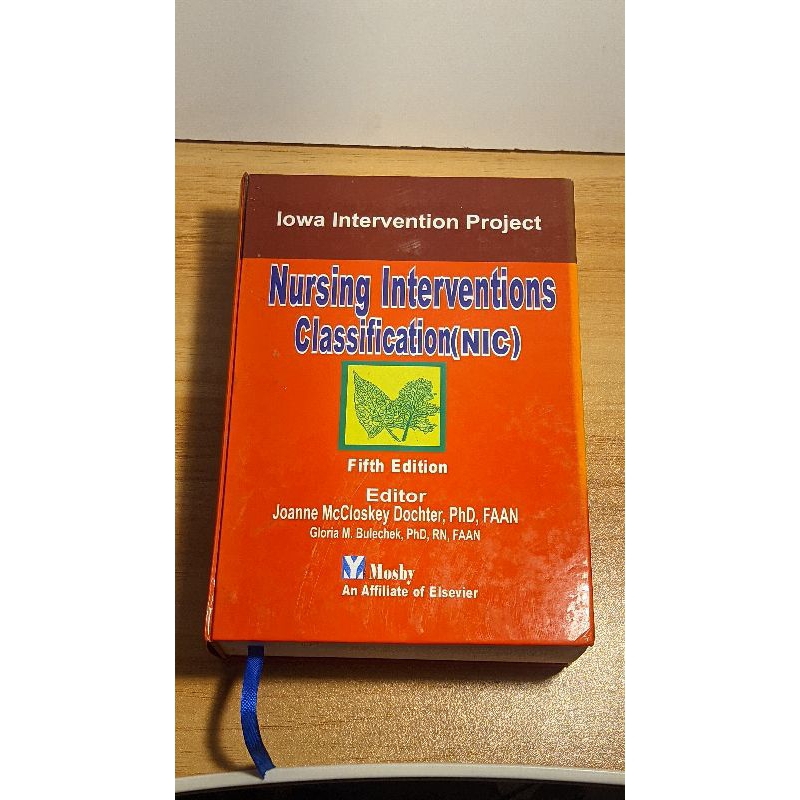 Iowa Intervention Project
Nursing Interventions
Classification(NIC)
Fifth Edition
Editor
Joanne McCloskey Dochter, PhD, FAAN
Gloria M. Bulechek, PhD, RN, FAAN
Mosby
An Affiliate of Elsevier